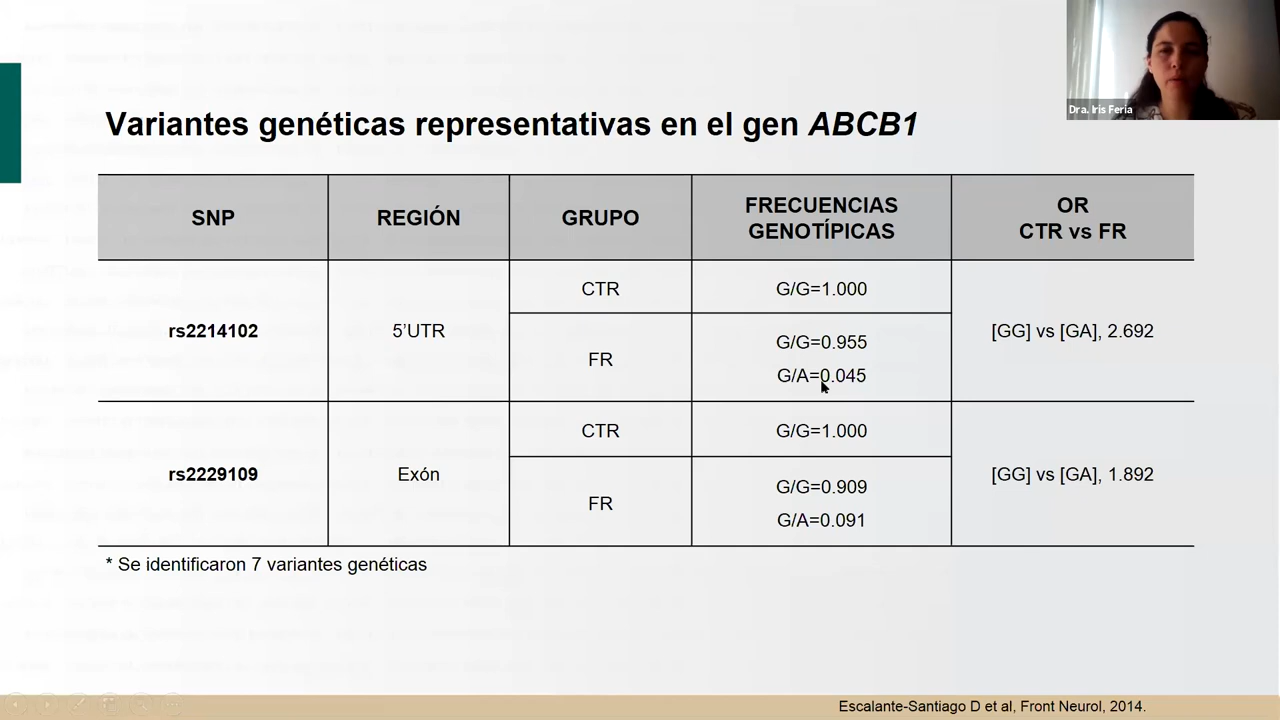 Dra. Iris Feria
Variantes genéticas representativas en el gen ABCB1
SNP
REGIÓN
GRUPO
FRECUENCIAS
GENOTÍPICAS
OR
CTR vs FR
rs2214102
5’UTR
CTR
G/G=1.000
FR
G/G=0.955
G/A=0.045
[GG] vs [GA], 2.692
rs2229109
Exón
CTR
G/G=1.000
FR
G/G=0.909
G/A=0.091
[GG] vs [GA], 1.892
* Se identificaron 7 variantes genéticas
Escalante-Santiago D et al, Front Neurol, 2014.